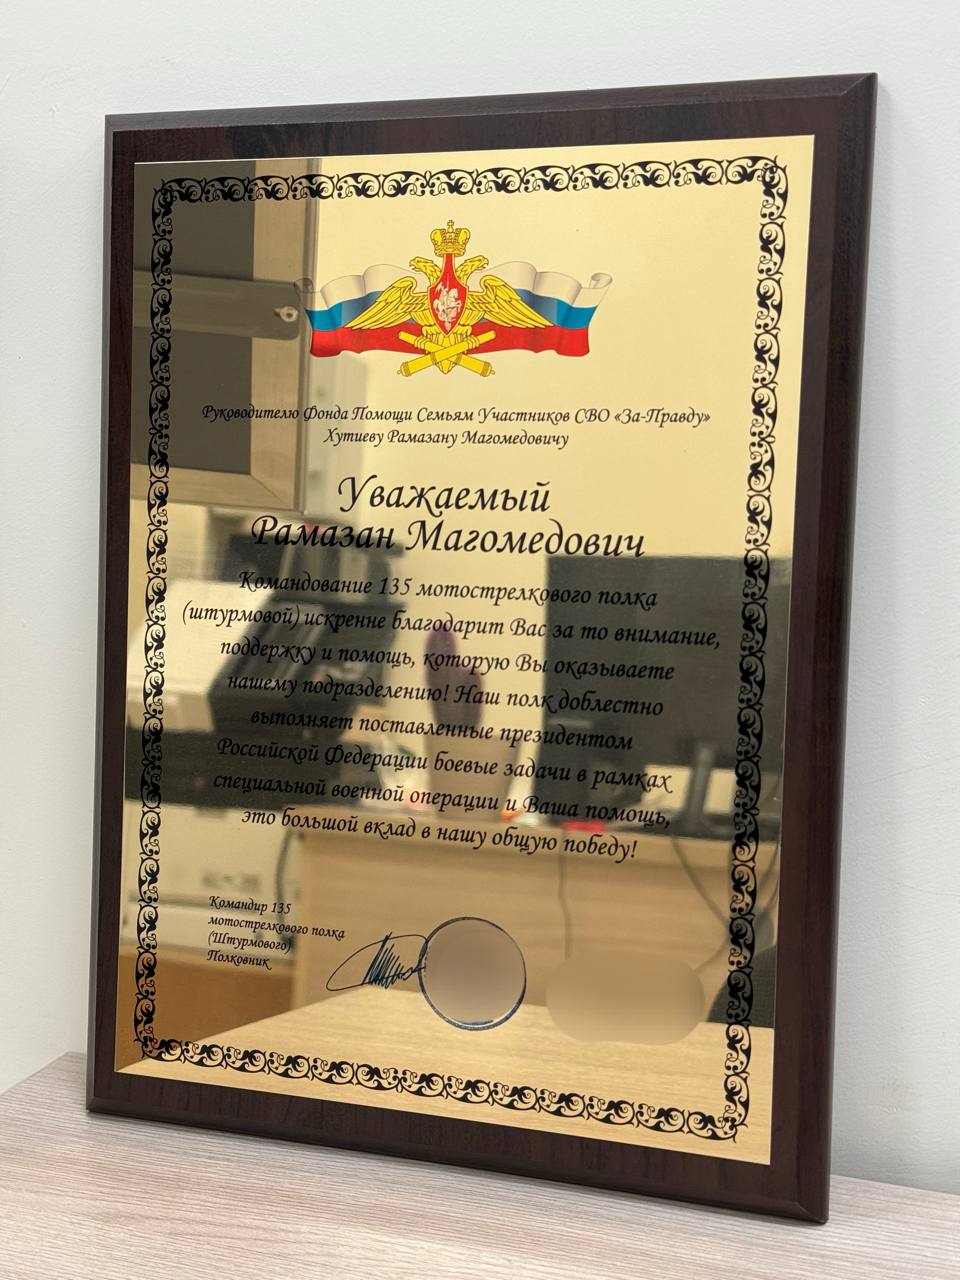 Руководителю Фонда Помощи Семьям Участников СВО «За-Правду»
Хутиеву Рамазану Магомедовичу
Уважаемый
Рамазан Магомедович
Командование 135 мотострелкового полка
(штурмовой) искренне благодарит Вас за то внимание,
поддержку и помощь, которую Вы оказываете
нашему подразделению! Наш полк доблестно
выполняет поставленные президентом
Российской Федерации боевые задачи в рамках
специальной военной операции и Ваша помощь,
это большой вклад в нашу общую победу!
Командир 135
мотострелкового полка
(Штурмового)
Полковник